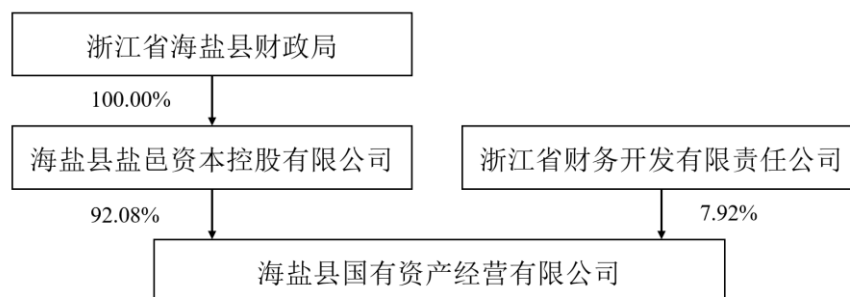 浙江省海盐县财政局
100.00%
海盐县盐邑资本控股有限公司
浙江省财务开发有限责任公司
92.08%
7.92%
海盐县国有资产经营有限公司